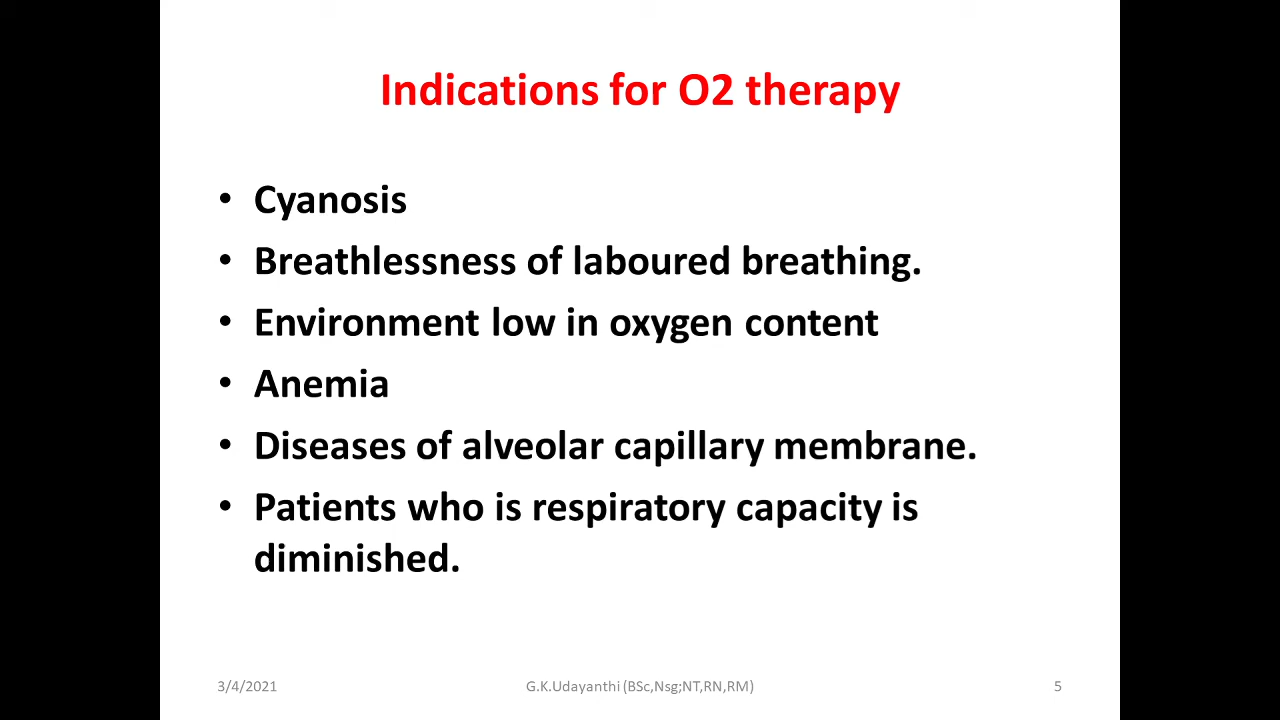 Indications for O2 therapy
• Cyanosis
• Breathlessness of laboured breathing.
• Environment low in oxygen content
• Anemia
• Diseases of alveolar capillary membrane.
• Patients who is respiratory capacity is
diminished.
3/4/2021
G.K.Udayanthi (BSc,Nsg;NT,RN,RM)
5